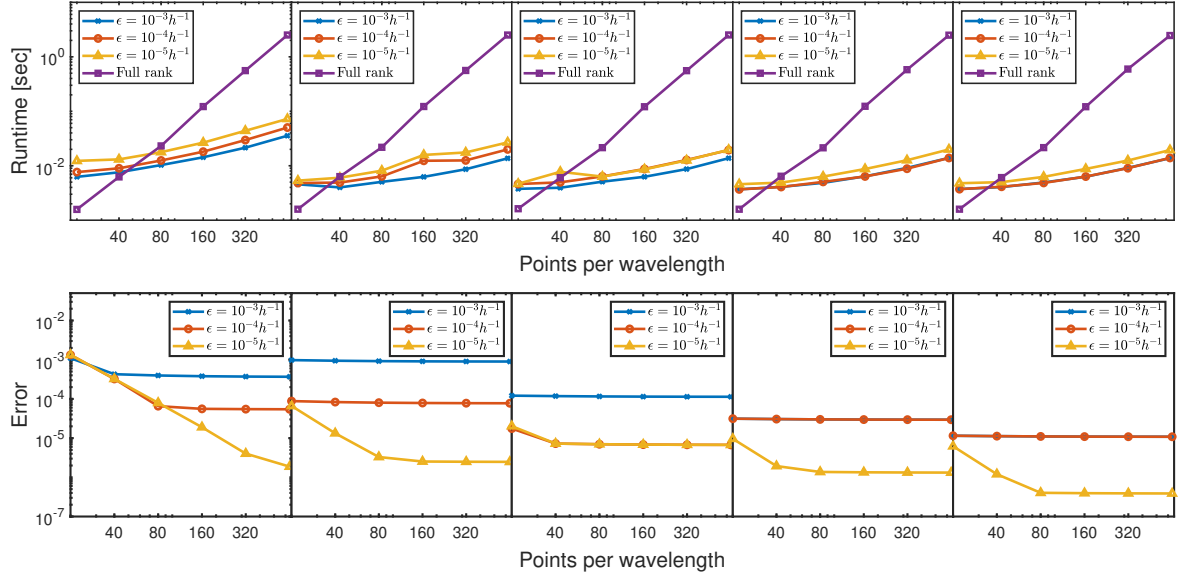 Runtime [sec]
10^0
10^-2
ϵ = 10^-3h^-1
ϵ = 10^-4h^-1
ϵ = 10^-5h^-1
Full rank
ϵ = 10^-3h^-1
ϵ = 10^-4h^-1
ϵ = 10^-5h^-1
Full rank
ϵ = 10^-3h^-1
ϵ = 10^-4h^-1
ϵ = 10^-5h^-1
Full rank
ϵ = 10^-3h^-1
ϵ = 10^-4h^-1
ϵ = 10^-5h^-1
Full rank
ϵ = 10^-3h^-1
ϵ = 10^-4h^-1
ϵ = 10^-5h^-1
Full rank
40 80 160 320 40 80 160 320 40 80 160 320 40 80 160 320 40 80 160 320
Points per wavelength
Error
10^-2
10^-3
10^-4
10^-5
10^-7
ϵ = 10^-3h^-1
ϵ = 10^-4h^-1
ϵ = 10^-5h^-1
ϵ = 10^-3h^-1
ϵ = 10^-4h^-1
ϵ = 10^-5h^-1
ϵ = 10^-3h^-1
ϵ = 10^-4h^-1
ϵ = 10^-5h^-1
ϵ = 10^-3h^-1
ϵ = 10^-4h^-1
ϵ = 10^-5h^-1
ϵ = 10^-3h^-1
ϵ = 10^-4h^-1
ϵ = 10^-5h^-1
40 80 160 320 40 80 160 320 40 80 160 320 40 80 160 320 40 80 160 320
Points per wavelength